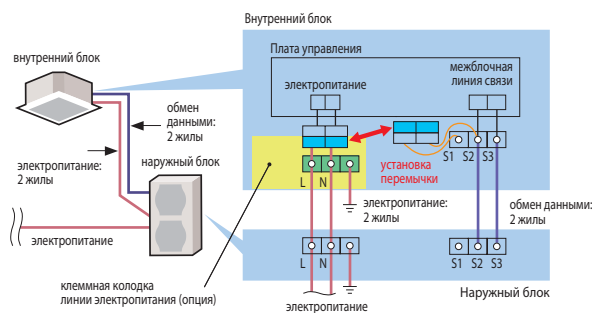 Внутренний блок
Плата управления
внутренний блок
межблочная
линия связи
электропитание
обмен
данными:
2 жилы
S1 S2 S3
электропитание:
2 жилы
наружный блок
установка
перемычки
L N
электропитание:
2 жилы
обмен данными:
2 жилы
электропитание
L N
S1 S2 S3
клеммная колодка
линии электропитания (опция)
Наружный блок
электропитание